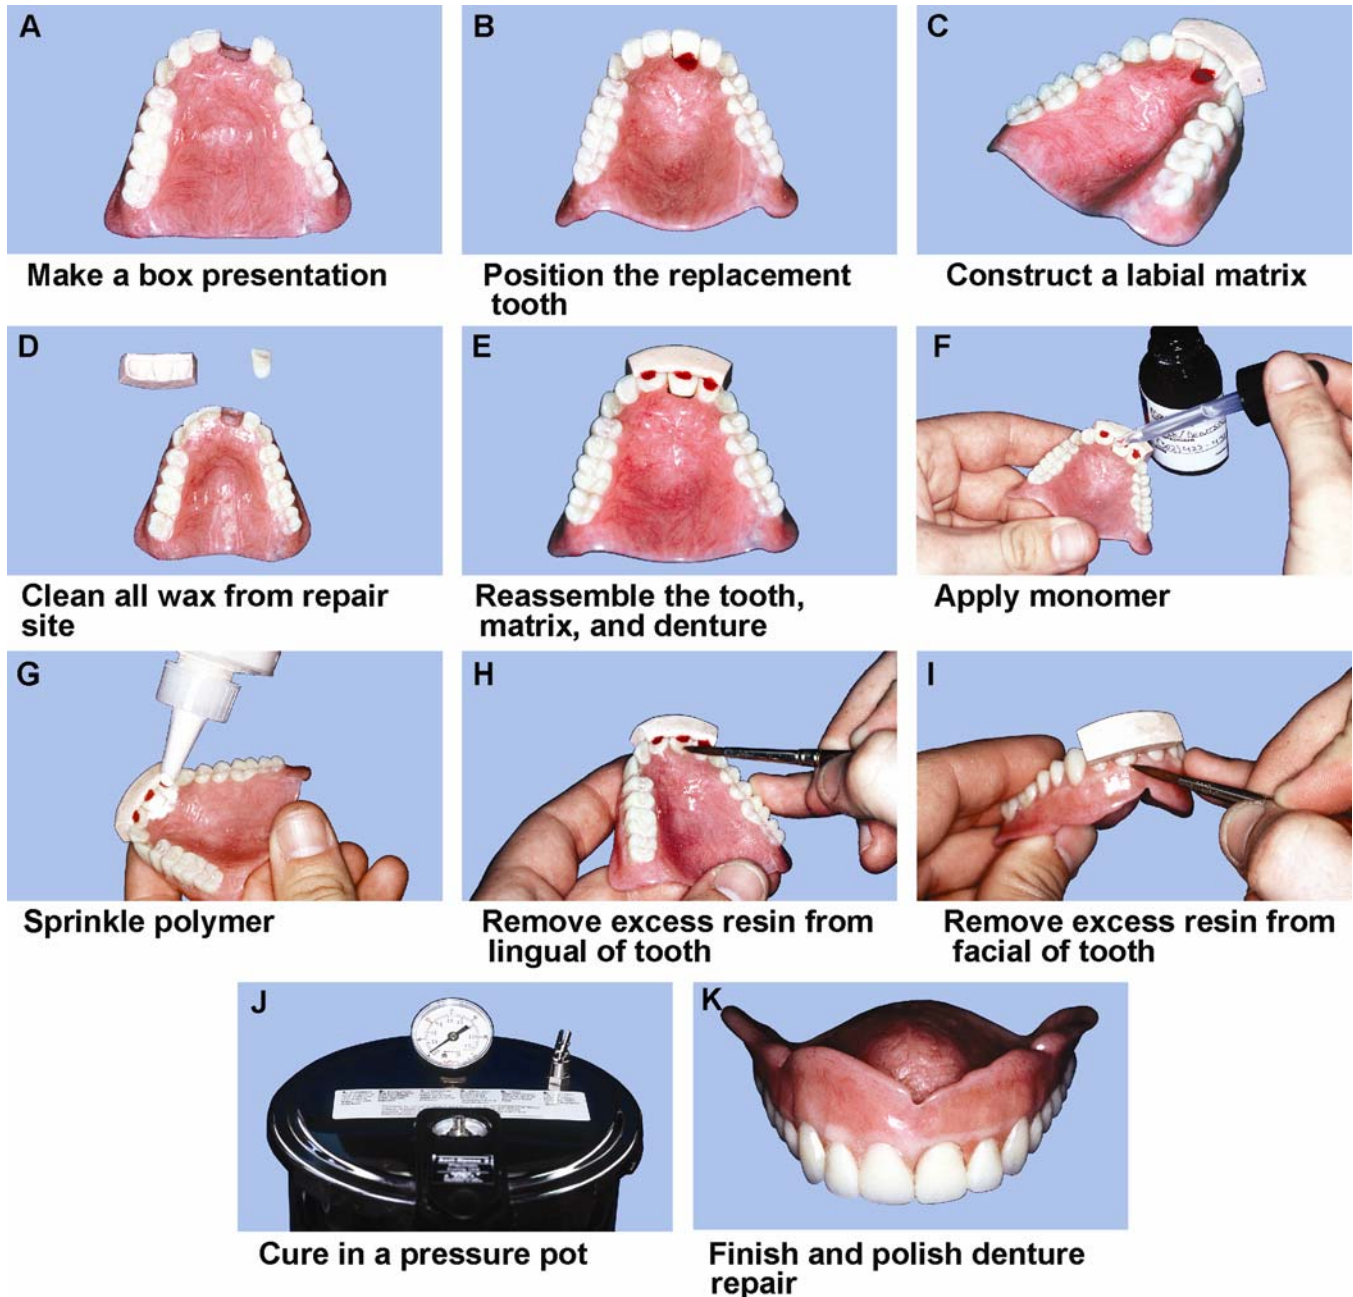 A
Make a box presentation
B
Position the replacement
tooth
C
Construct a labial matrix
D
Clean all wax from repair
site
E
Reassemble the tooth,
matrix, and denture
F
Apply monomer
G
Sprinkle polymer
H
Remove excess resin from
lingual of tooth
I
Remove excess resin from
facial of tooth
J
Cure in a pressure pot
K
Finish and polish denture
repair